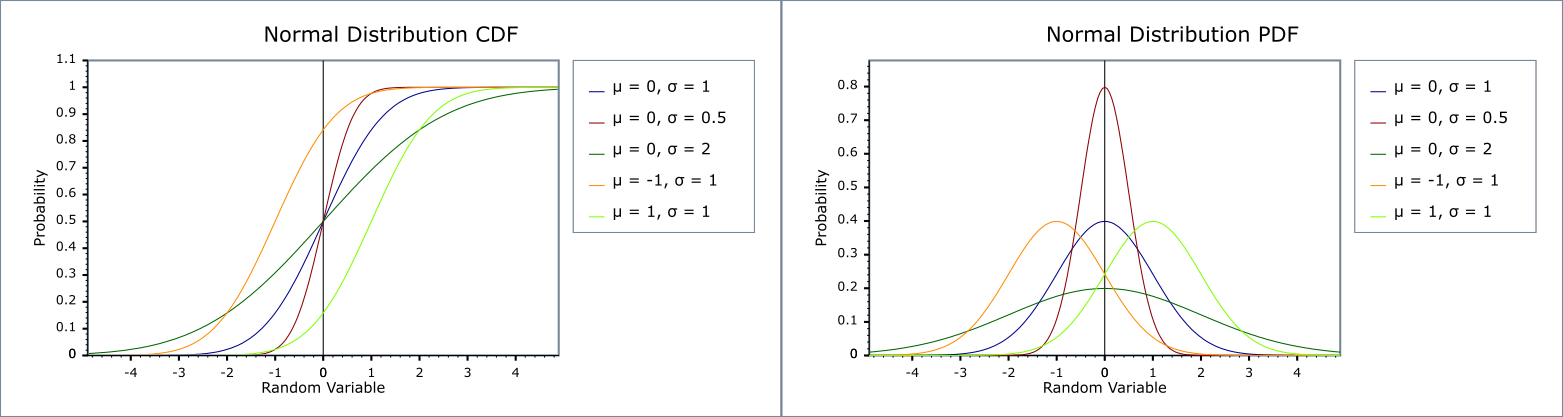 Normal Distribution CDF
1.1
1
0.9
0.8
0.7
0.6
0.5
0.4
0.3
0.2
0.1
0
Probability
-4 -3 -2 -1 0 1 2 3 4
Random Variable
μ = 0, σ = 1
μ = 0, σ = 0.5
μ = 0, σ = 2
μ = -1, σ = 1
μ = 1, σ = 1
Normal Distribution PDF
0.8
0.7
0.6
0.5
0.4
0.3
0.2
0.1
0
Probability
-4 -3 -2 -1 0 1 2 3 4
Random Variable
μ = 0, σ = 1
μ = 0, σ = 0.5
μ = 0, σ = 2
μ = -1, σ = 1
μ = 1, σ = 1